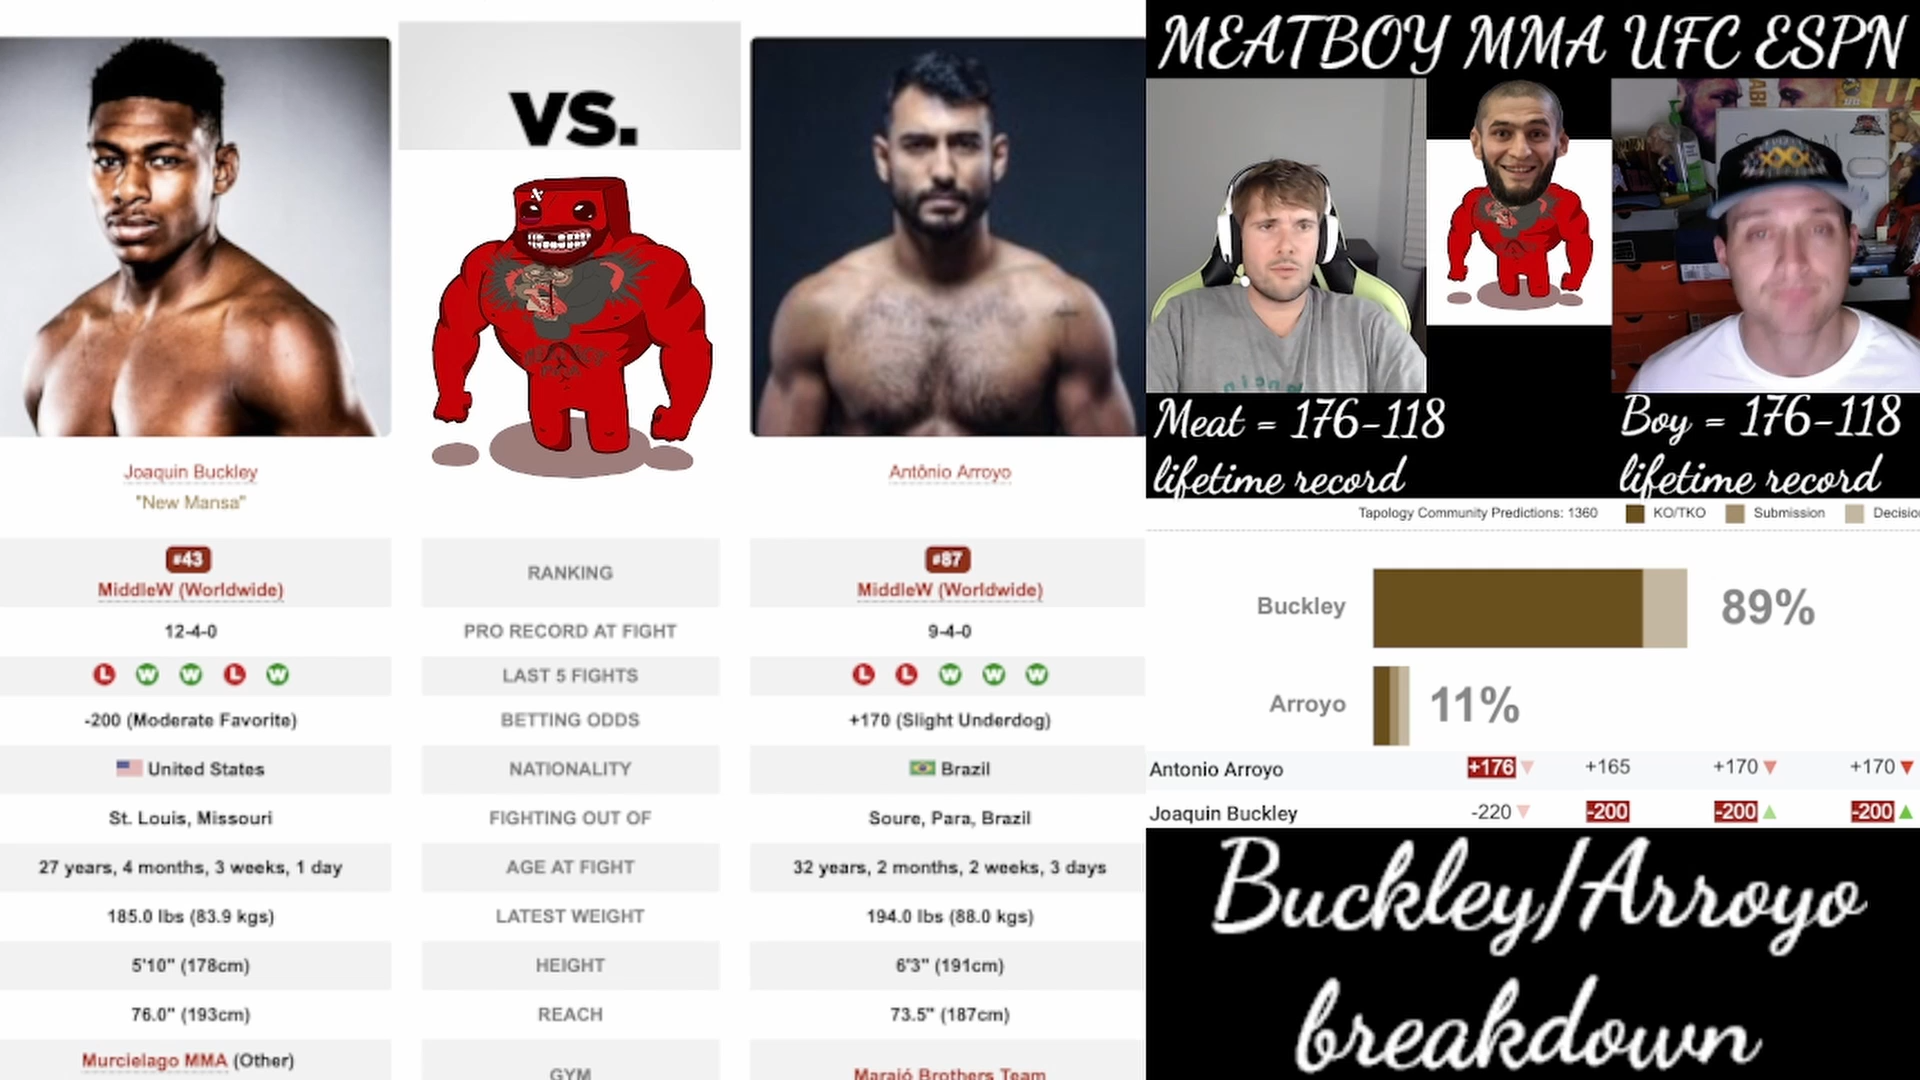 VS.
Joaquin Buckley
"New Mansa"
Antônio Arroyo
#43
MiddleW (Worldwide)
RANKING
#87
MiddleW (Worldwide)
12-4-0
PRO RECORD AT FIGHT
9-4-0
L W W L W
LAST 5 FIGHTS
L L W W W
-200 (Moderate Favorite)
BETTING ODDS
+170 (Slight Underdog)
United States
NATIONALITY
Brazil
St. Louis, Missouri
FIGHTING OUT OF
Soure, Para, Brazil
27 years, 4 months, 3 weeks, 1 day
AGE AT FIGHT
32 years, 2 months, 2 weeks, 3 days
185.0 lbs (83.9 kgs)
LATEST WEIGHT
194.0 lbs (88.0 kgs)
5'10" (178cm)
HEIGHT
6'3" (191cm)
76.0" (193cm)
REACH
73.5" (187cm)
Murcielago MMA (Other)
GYM
Marajó Brothers Team
MEATBOY MMA UFC ESPN
Meat = 176-118
lifetime record
Boy = 176-118
lifetime record
Tapology Community Predictions: 1360
KO/TKO
Submission
Decisio
Buckley
89%
Arroyo
11%
Antonio Arroyo +176 +165 +170 +170
Joaquin Buckley -220 -200 -200 -200
Buckley/Arroyo
breakdown